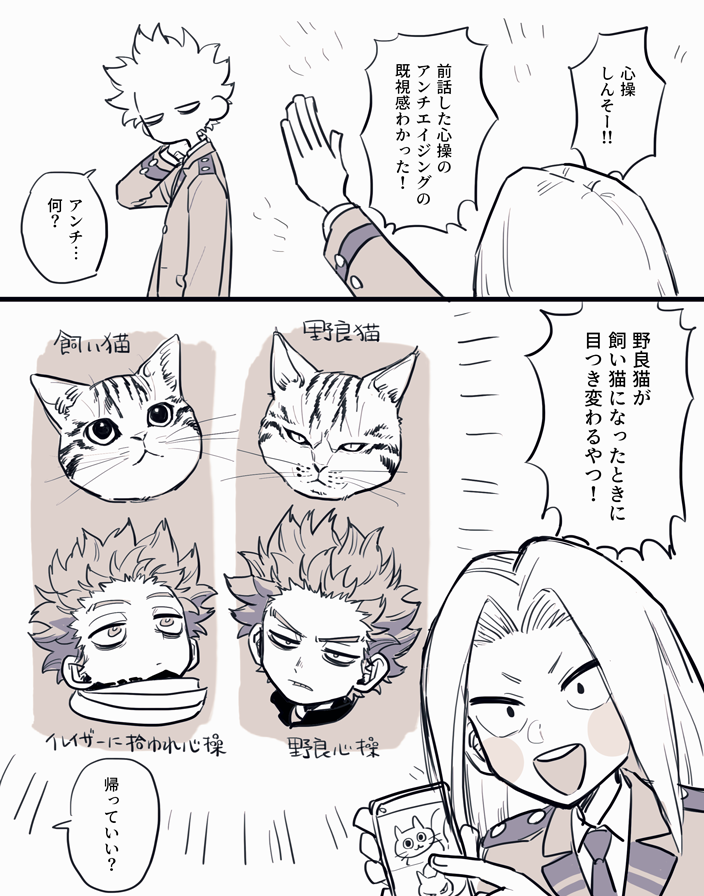 心操
しんそー!!
前話した心操の
アンチエイジングの
既視感わかった!
アンチ…
何?
野良猫が
飼い猫になったときに
目つき変わるやつ!
野良猫
飼い猫
野良心操
イレイザーに拾われ心操
帰っていい?